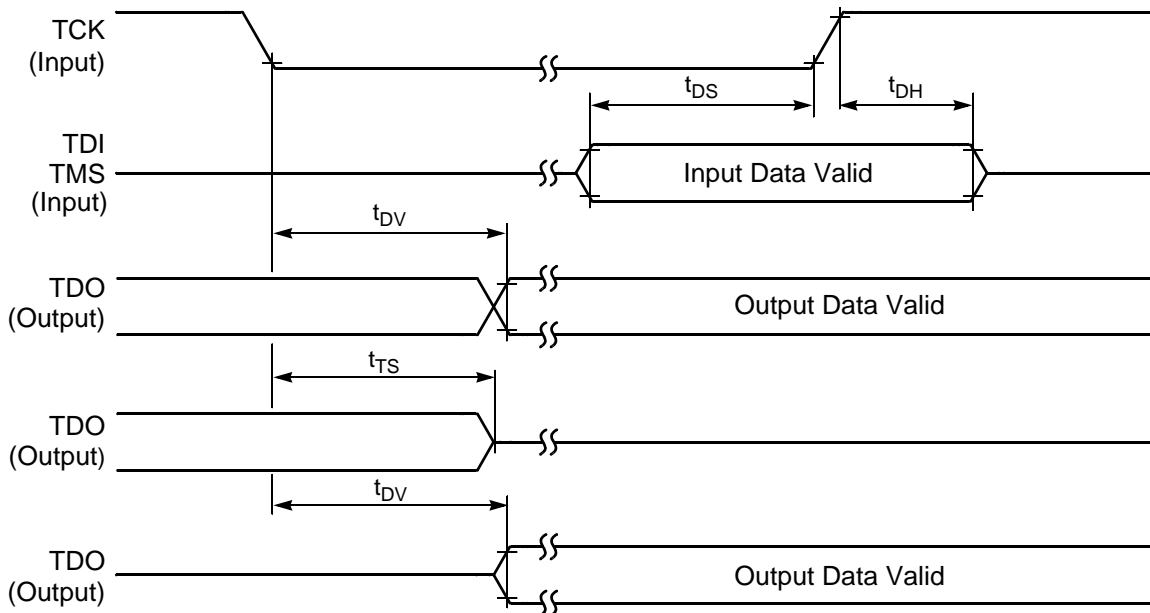 TCK
(Input)
tDS
tDH
TDI
TMS
(Input)
Input Data Valid
tDV
TDO
(Output)
Output Data Valid
tTS
TDO
(Output)
tDV
TDO
(Output)
Output Data Valid